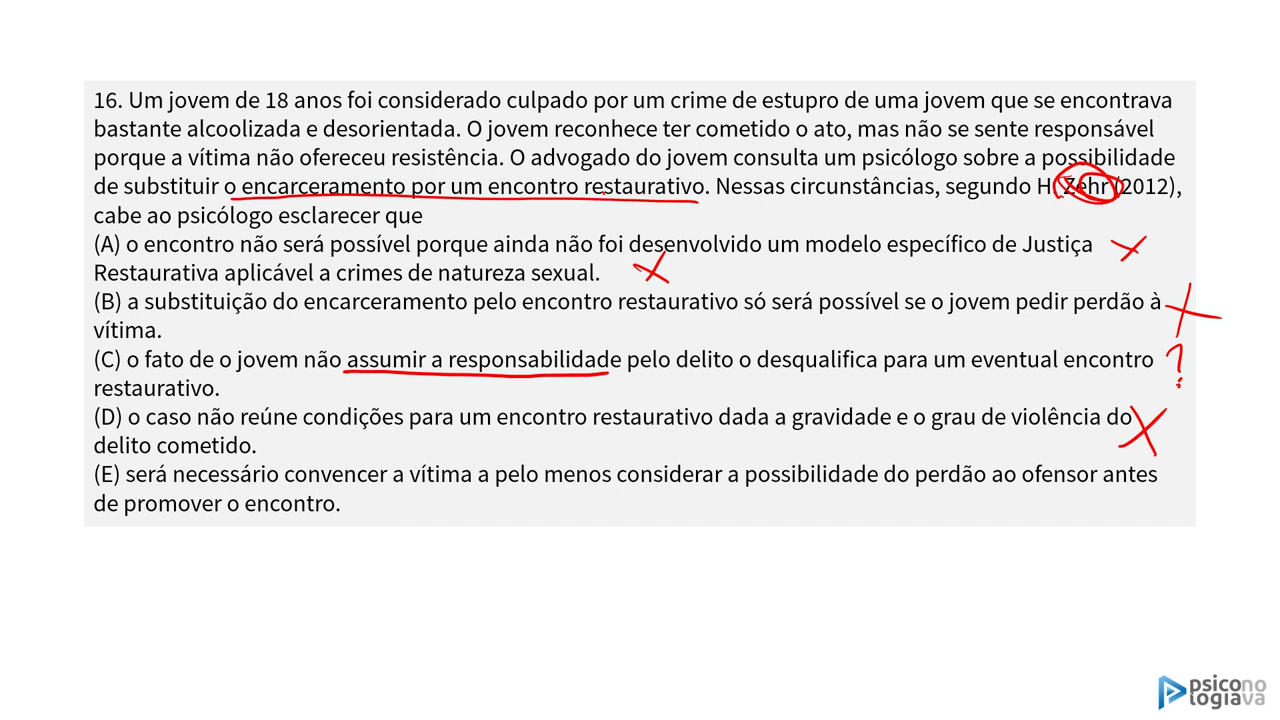 16. Um jovem de 18 anos foi considerado culpado por um crime de estupro de uma jovem que se encontrava
bastante alcoolizada e desorientada. O jovem reconhece ter cometido o ato, mas não se sente responsável
porque a vítima não ofereceu resistência. O advogado do jovem consulta um psicólogo sobre a possibilidade
de substituir o encarceramento por um encontro restaurativo. Nessas circunstâncias, segundo H. Zehr (2012),
cabe ao psicólogo esclarecer que
(A) o encontro não será possível porque ainda não foi desenvolvido um modelo específico de Justiça
Restaurativa aplicável a crimes de natureza sexual.
(B) a substituição do encarceramento pelo encontro restaurativo só será possível se o jovem pedir perdão à
vítima.
(C) o fato de o jovem não assumir a responsabilidade pelo delito o desqualifica para um eventual encontro
?
restaurativo.
(D) o caso não reúne condições para um encontro restaurativo dada a gravidade e o grau de violência do
delito cometido.
(E) será necessário convencer a vítima a pelo menos considerar a possibilidade do perdão ao ofensor antes
de promover o encontro.
psicono
logiava